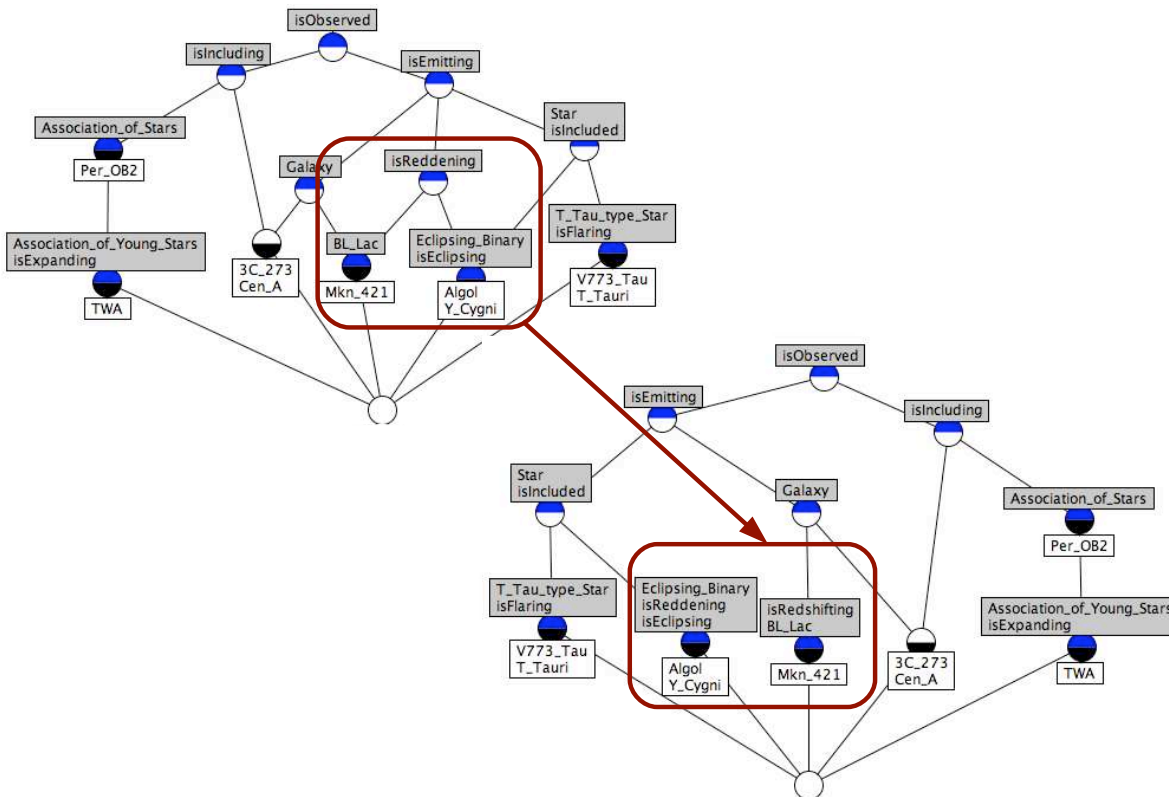 isObserved
isIncluding
isEmitting
Star
isIncluded
Association_of_Stars
Per_OB2
Galaxy
isReddening
T_Tau_type_Star
isFlaring
Association_of_Young_Stars
isExpanding
BL_Lac
Eclipsing_Binary
isEclipsing
3C_273
Cen_A
Mkn_421
Algol
Y_Cygni
V773_Tau
T_Tauri
TWA
isObserved
isEmitting
isIncluding
Star
isIncluded
Galaxy
Association_of_Stars
Per_OB2
T_Tau_type_Star
isFlaring
Eclipsing_Binary
isReddening
isEclipsing
isRedshifting
BL_Lac
Association_of_Young_Stars
isExpanding
V773_Tau
T_Tauri
Algol
Y_Cygni
Mkn_421
3C_273
Cen_A
TWA